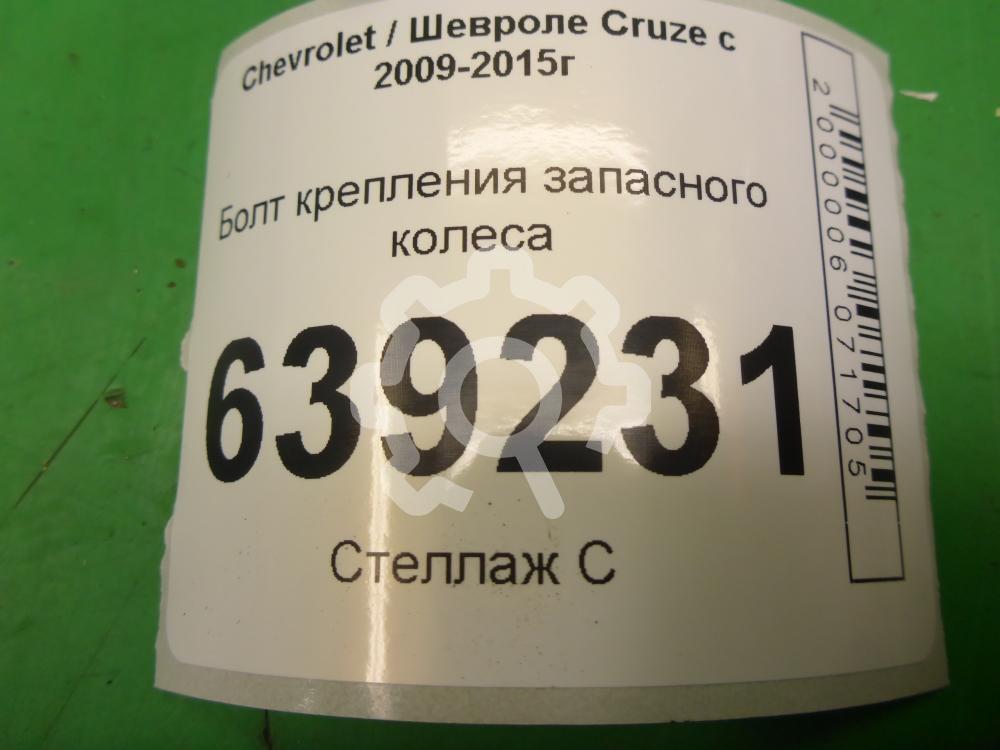 Chevrolet / Шевроле Cruze с
2009-2015г
Болт крепления запасного
колеса
639231
Стеллаж С
2000006071705